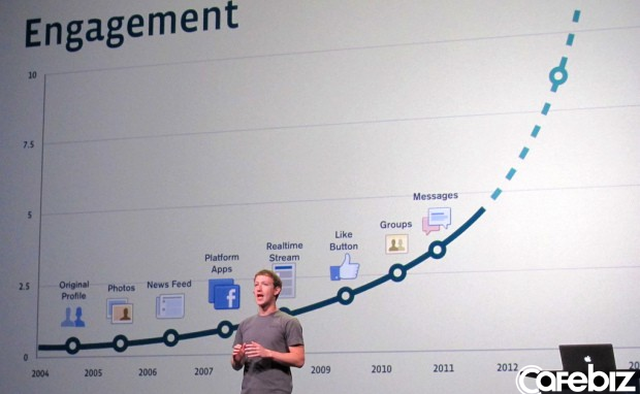 Engagement
10
7.5
5
2.5
0
Original
Profile
Photos
News Feed
Platform
Apps
Realtime
Stream
Like
Button
Groups
Messages
2004
2005
2006
2007
2009
2010
2011
2012
Cafebiz